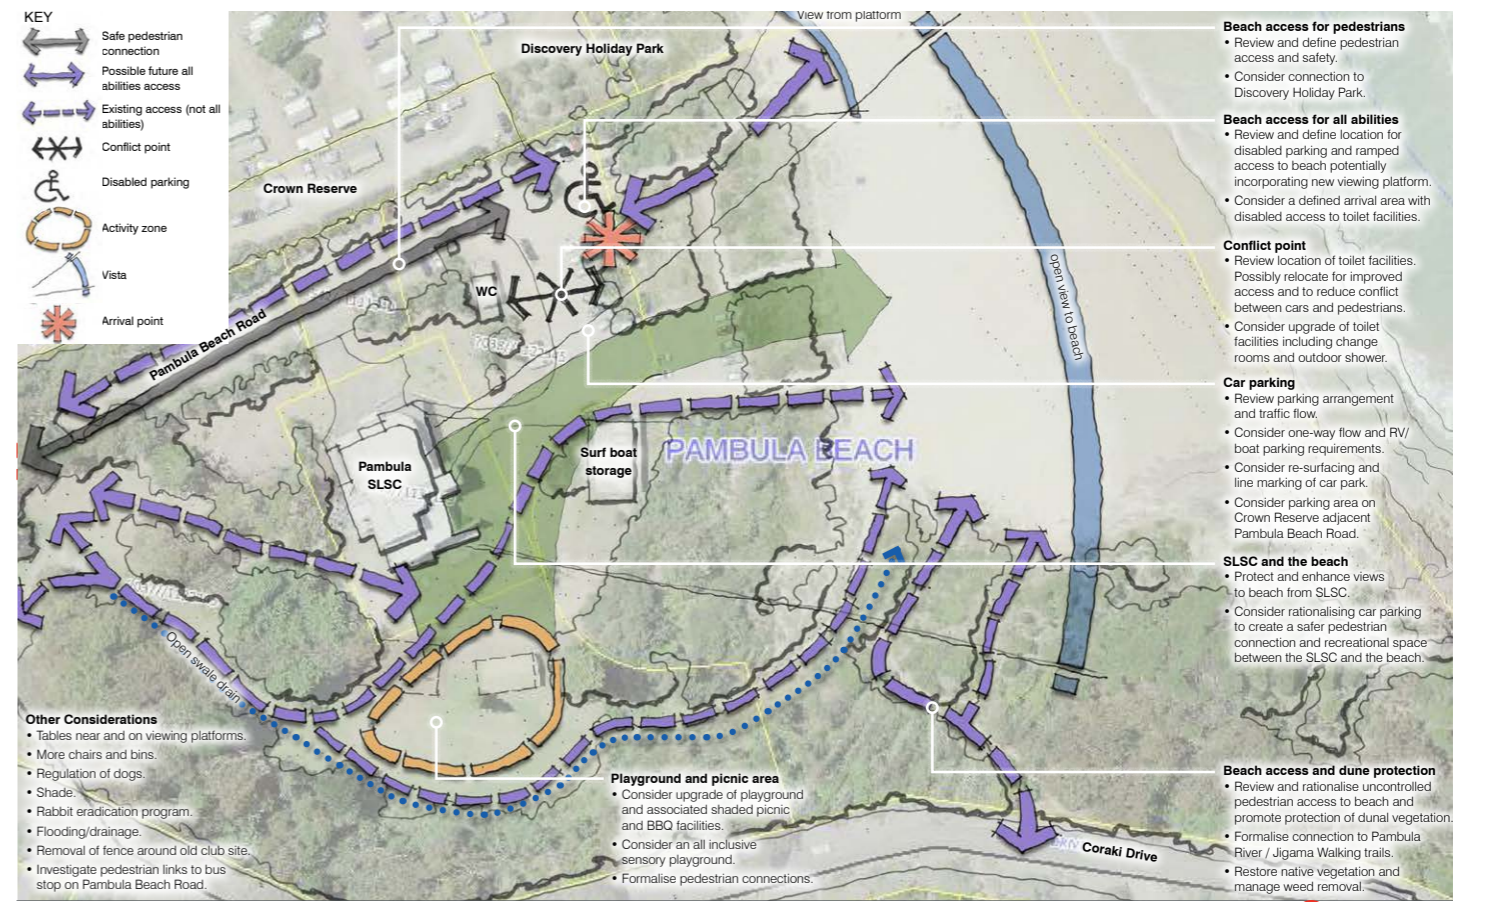 KEY
Safe pedestrian
connection
Possible future all
abilities access
Existing access (not all
abilities)
Conflict point
Disabled parking
Activity zone
Vista
Arrival point
View from platform
Discovery Holiday Park
Crown Reserve
Pambula Beach Road
WC
Pambula
SLSC
Surf boat
storage
PAMBULA BEACH
open view to beach
Open swale drain
Coraki Drive
Beach access for pedestrians
• Review and define pedestrian
access and safety.
• Consider connection to
Discovery Holiday Park.
Beach access for all abilities
• Review and define location for
disabled parking and ramped
access to beach potentially
incorporating new viewing platform.
• Consider a defined arrival area with
disabled access to toilet facilities.
Conflict point
• Review location of toilet facilities.
Possibly relocate for improved
access and to reduce conflict
between cars and pedestrians.
• Consider upgrade of toilet
facilities including change
rooms and outdoor shower.
Car parking
• Review parking arrangement
and traffic flow.
• Consider one-way flow and RV/
boat parking requirements.
• Consider re-surfacing and
line marking of car park.
• Consider parking area on
Crown Reserve adjacent
Pambula Beach Road.
SLSC and the beach
• Protect and enhance views
to beach from SLSC.
• Consider rationalising car parking
to create a safer pedestrian
connection and recreational space
between the SLSC and the beach.
Beach access and dune protection
• Review and rationalise uncontrolled
pedestrian access to beach and
promote protection of dunal vegetation.
• Formalise connection to Pambula
River / Jigama Walking trails.
• Restore native vegetation and
manage weed removal.
Other Considerations
• Tables near and on viewing platforms.
• More chairs and bins.
• Regulation of dogs.
• Shade.
• Rabbit eradication program.
• Flooding/drainage.
• Removal of fence around old club site.
• Investigate pedestrian links to bus
stop on Pambula Beach Road.
Playground and picnic area
• Consider upgrade of playground
and associated shaded picnic
and BBQ facilities.
• Consider an all inclusive
sensory playground.
• Formalise pedestrian connections.